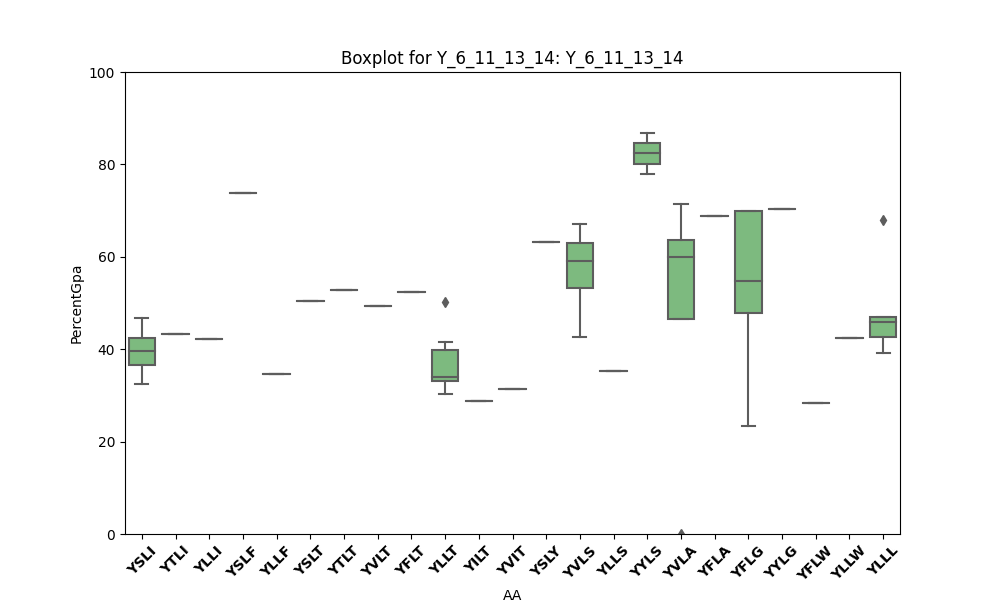 Boxplot for Y_6_11_13_14: Y_6_11_13_14
100
80
60
40
20
0
PercentGpa
YSLI YTLI YLLI YSLF YLLF YSLT YTLT YVLT YFLT YLLT YILT YVIT YSLY YVLS YLLS YYLS YVLA YFLA YFLG YYLG YFLW YLLW YLLL
AA